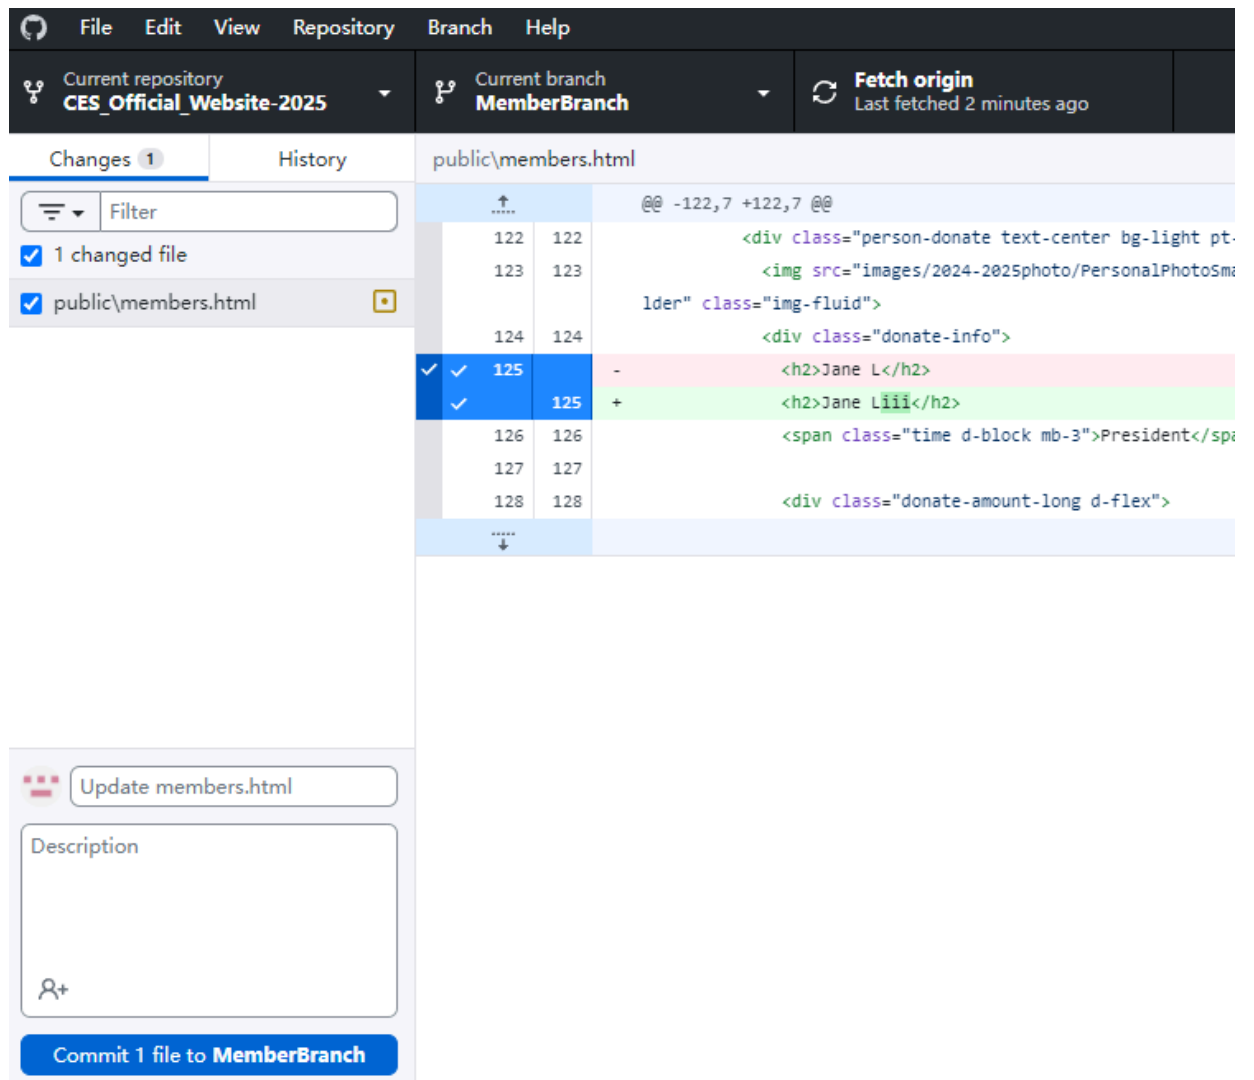 File Edit View Repository Branch Help
Current repository
CES_Official_Website-2025
Current branch
MemberBranch
Fetch origin
Last fetched 2 minutes ago
Changes 1
History
public\members.html
Filter
1 changed file
public\members.html
@@ -122,7 +122,7 @@
122 122 <div class="person-donate text-center bg-light pt-
123 123 <img src="images/2024-2025photo/PersonalPhotoSma
lder" class="img-fluid">
124 124 <div class="donate-info">
125 - <h2>Jane L</h2>
125 + <h2>Jane Liii</h2>
126 126 <span class="time d-block mb-3">President</spa
127 127
128 128 <div class="donate-amount-long d-flex">
Update members.html
Description
Commit 1 file to MemberBranch